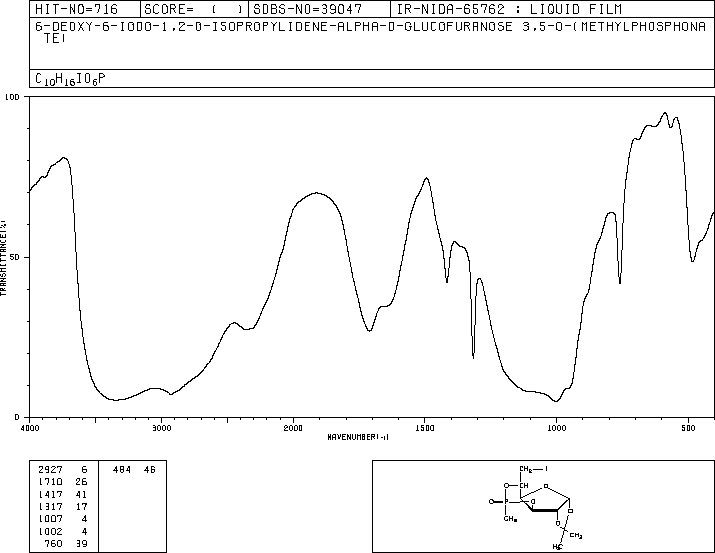 HIT-NO=716 SCORE= ( ) SDBS-NO=39047 IR-NIDA-65762 : LIQUID FILM
6-DEOXY-6-IODO-1,2-O-ISOPROPYLIDENE-ALPHA-D-GLUCOFURANOSE 3,5-O-(METHYLPHOSPHONA
TE)
C10H16IO6P
100
50
0
TRANSMITTANCE(%)
4000 3000 2000 1500 1000 500
WAVENUMBER(-1)
2927 6 484 46
1710 26
1417 41
1317 17
1007 4
1002 4
760 39
CH2 I
O CH O
O P O O
CH3 O CH3
H3C